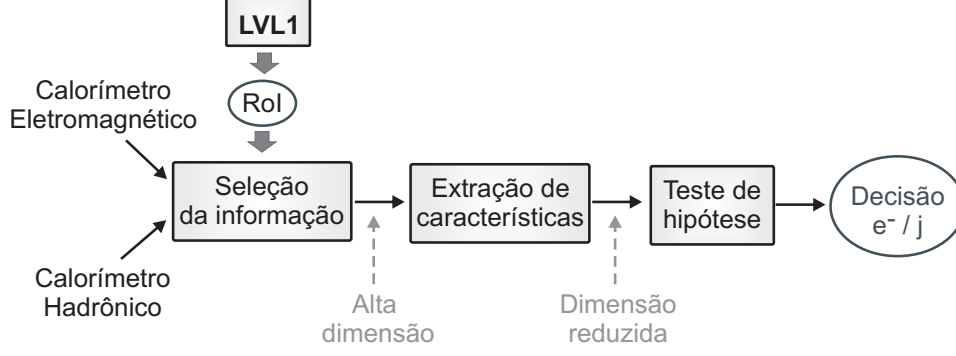 LVL1
RoI
Calorímetro
Eletromagnético
Seleção
da informação
Extração de
características
Teste de
hipótese
Decisão
e⁻ / j
Calorímetro
Hadrônico
Alta
dimensão
Dimensão
reduzida